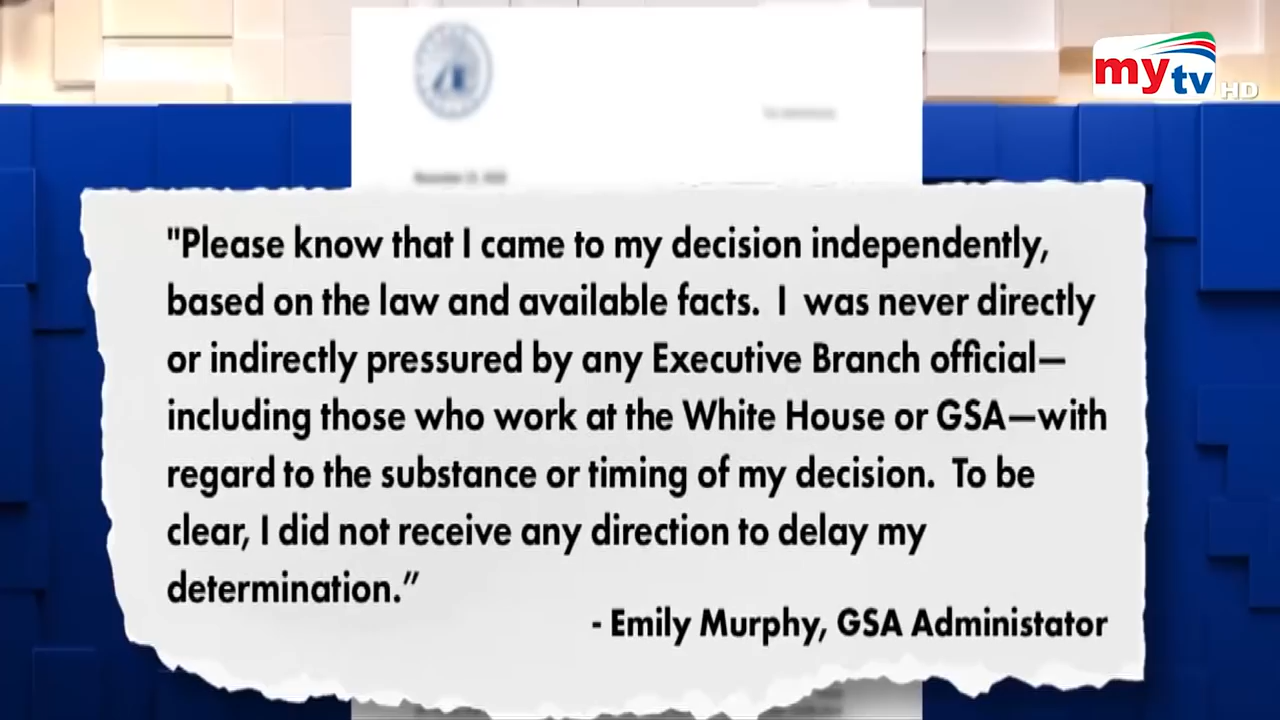 mytv HD
"Please know that I came to my decision independently,
based on the law and available facts.  I  was never directly
or indirectly pressured by any Executive Branch official—
including those who work at the White House or GSA—with
regard to the substance or timing of my decision.  To be
clear, I did not receive any direction to delay my
determination.”
- Emily Murphy, GSA Administator